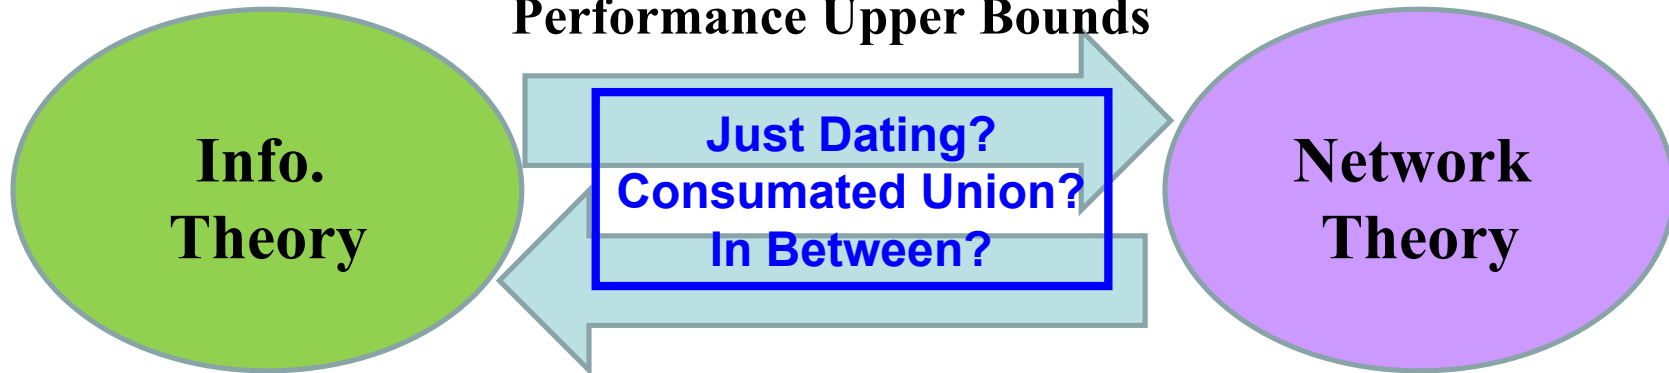 Performance Upper Bounds
Info.
Theory
Just Dating?
Consumated Union?
In Between?
Network
Theory